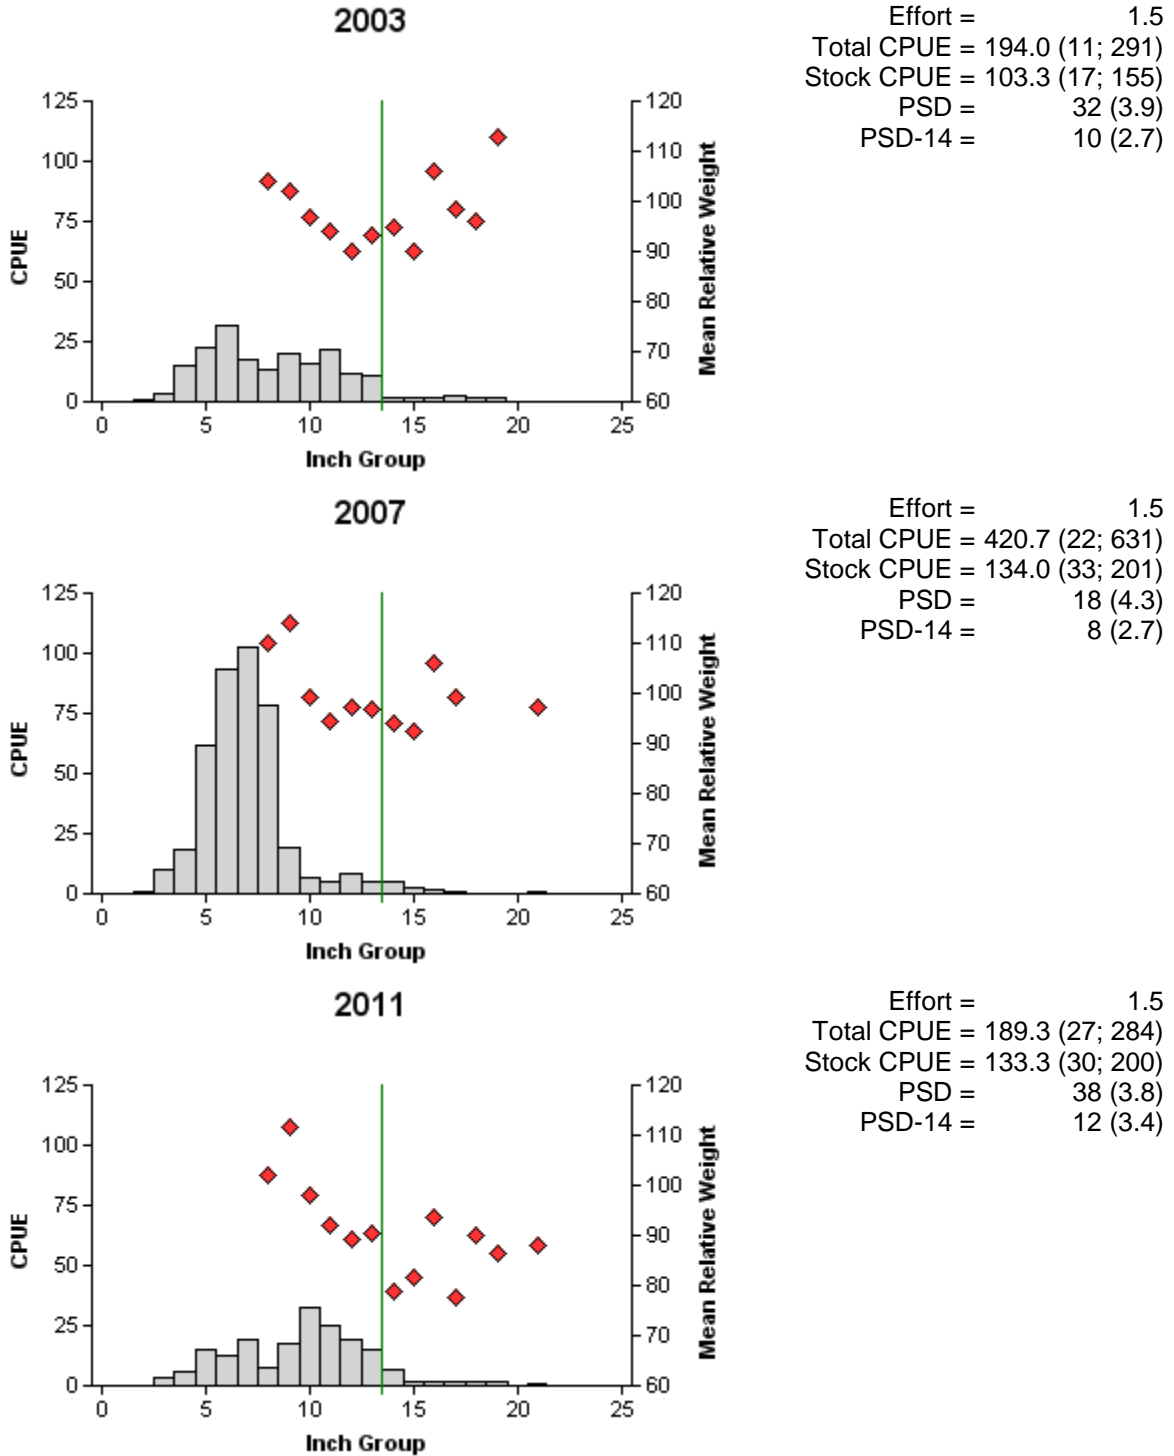 2003
Effort = 1.5
Total CPUE = 194.0 (11; 291)
Stock CPUE = 103.3 (17; 155)
PSD = 32 (3.9)
PSD-14 = 10 (2.7)
CPUE
125
100
75
50
25
0
0 5 10 15 20 25
Inch Group
120
110
100
90
80
70
60
Mean Relative Weight
2007
Effort = 1.5
Total CPUE = 420.7 (22; 631)
Stock CPUE = 134.0 (33; 201)
PSD = 18 (4.3)
PSD-14 = 8 (2.7)
CPUE
125
100
75
50
25
0
0 5 10 15 20 25
Inch Group
120
110
100
90
80
70
60
Mean Relative Weight
2011
Effort = 1.5
Total CPUE = 189.3 (27; 284)
Stock CPUE = 133.3 (30; 200)
PSD = 38 (3.8)
PSD-14 = 12 (3.4)
CPUE
125
100
75
50
25
0
0 5 10 15 20 25
Inch Group
120
110
100
90
80
70
60
Mean Relative Weight